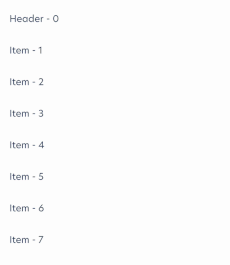 Header - 0
Item - 1
Item - 2
Item - 3
Item - 4
Item - 5
Item - 6
Item - 7